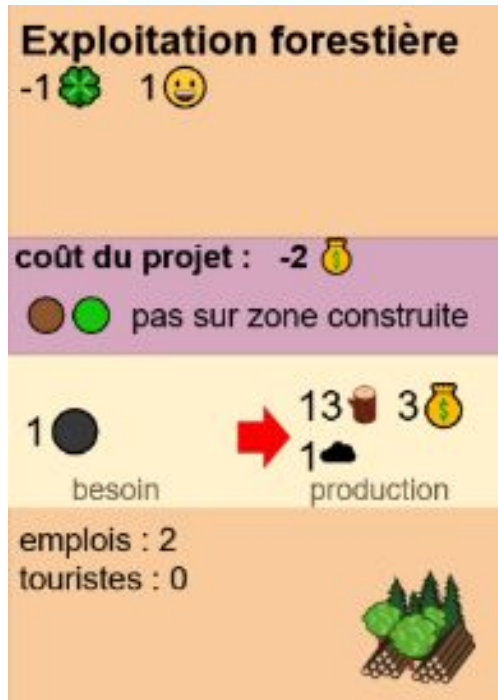 Exploitation forestière
-1 1
coût du projet : -2
pas sur zone construite
1
13 3
1
besoin production
emplois : 2
touristes : 0